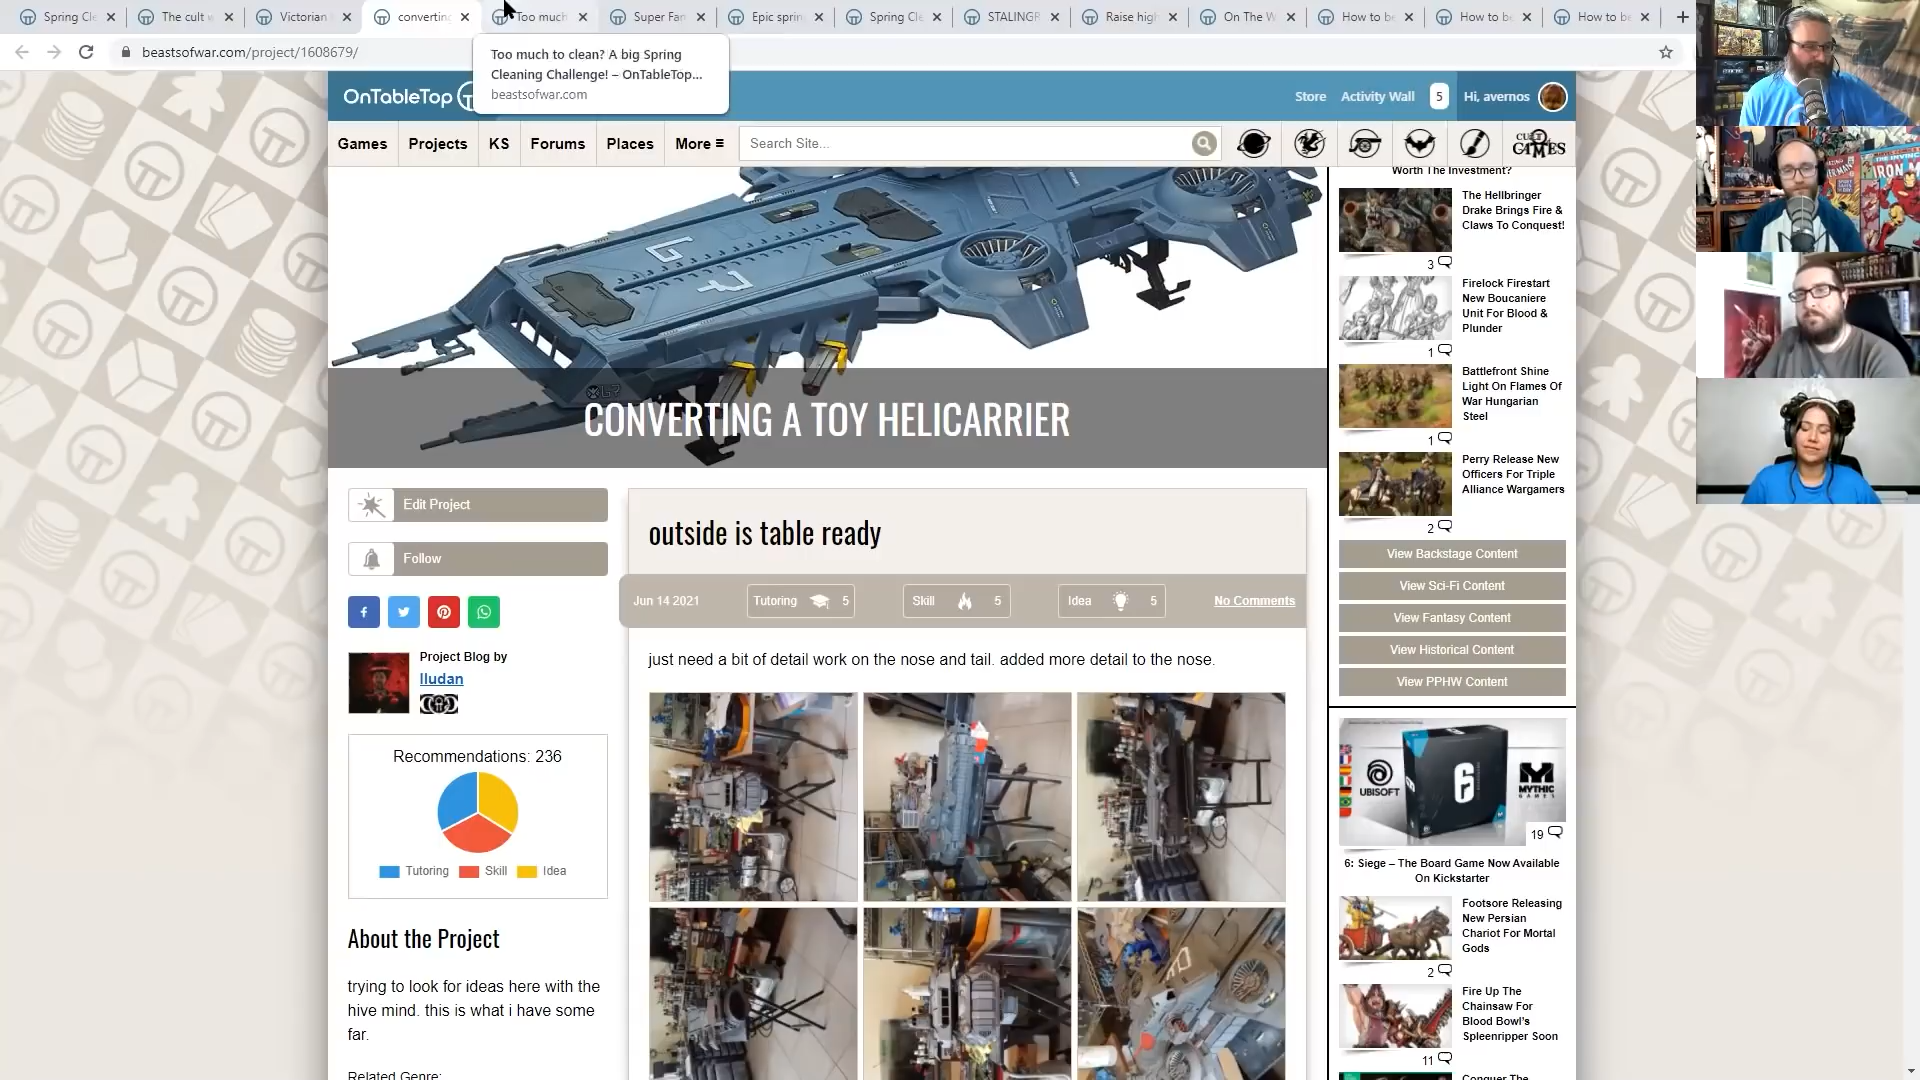 Spring Cle
The cult
Victorian
converting
Too much
Super Fan
Epic sprin
Spring Cle
STALINGR
Raise high
On The W
How to be
How to be
How to be
beastsofwar.com/project/1608679/
Too much to clean? A big Spring
Cleaning Challenge! – OnTableTop...
beastsofwar.com
OnTableTop
Store
Activity Wall
5
Hi, avernos
Games
Projects
KS
Forums
Places
More ≡
Search Site...
CULT
GAMES
CONVERTING A TOY HELICARRIER
Edit Project
Follow
Project Blog by
lludan
Recommendations: 236
Tutoring
Skill
Idea
About the Project
trying to look for ideas here with the
hive mind. this is what i have some
far.
Related Genre:
outside is table ready
Jun 14 2021
Tutoring 5
Skill 5
Idea 5
No Comments
just need a bit of detail work on the nose and tail. added more detail to the nose.
Worth The Investment?
The Hellbringer
Drake Brings Fire &
Claws To Conquest!
3
Firelock Firestart
New Boucaniere
Unit For Blood &
Plunder
1
Battlefront Shine
Light On Flames Of
War Hungarian
Steel
1
Perry Release New
Officers For Triple
Alliance Wargamers
2
View Backstage Content
View Sci-Fi Content
View Fantasy Content
View Historical Content
View PPHW Content
UBISOFT
6
MYTHIC
GAMES
19
6: Siege – The Board Game Now Available
On Kickstarter
Footsore Releasing
New Persian
Chariot For Mortal
Gods
2
Fire Up The
Chainsaw For
Blood Bowl's
Spleenripper Soon
11
Conquer The
THE INVINCIBLE
IRON M